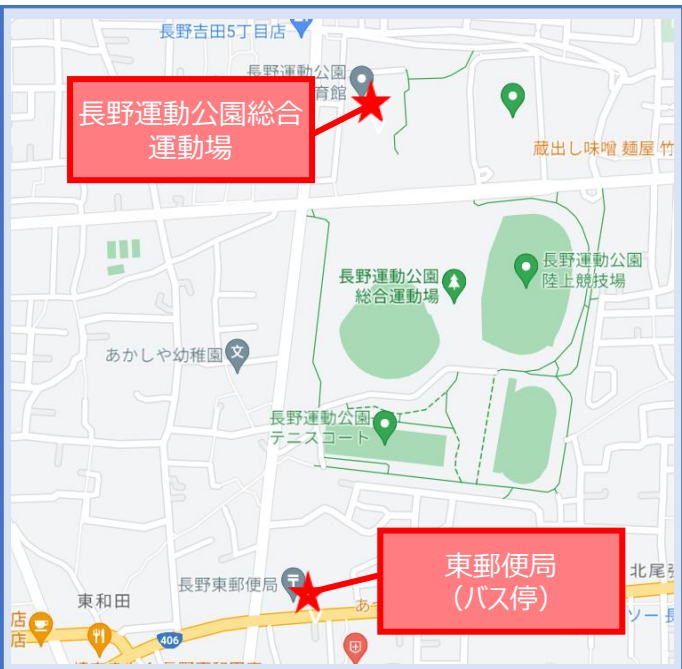 長野吉田5丁目店
長野運動公園
育館
長野運動公園総合
運動場
蔵出し味噌 麺屋 竹
長野運動公園
陸上競技場
長野運動公園
総合運動場
あかしや幼稚園
文
長野運動公園
テニスコート
東郵便局
（バス停）
北尾張
長野東郵便局
東和田
あ
店
店
ソー 長
406